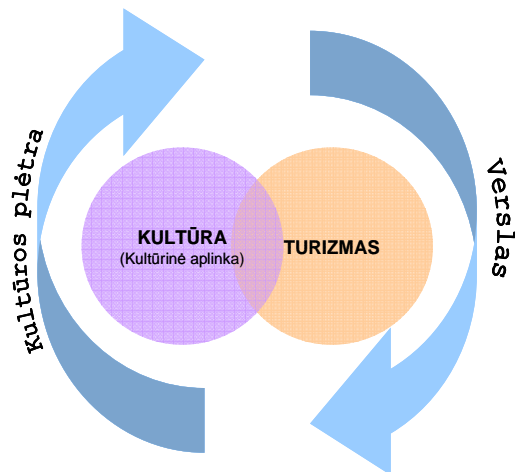 Kultūros plėtra
KULTŪRA
(Kultūrinė aplinka)
TURIZMAS
Verslas